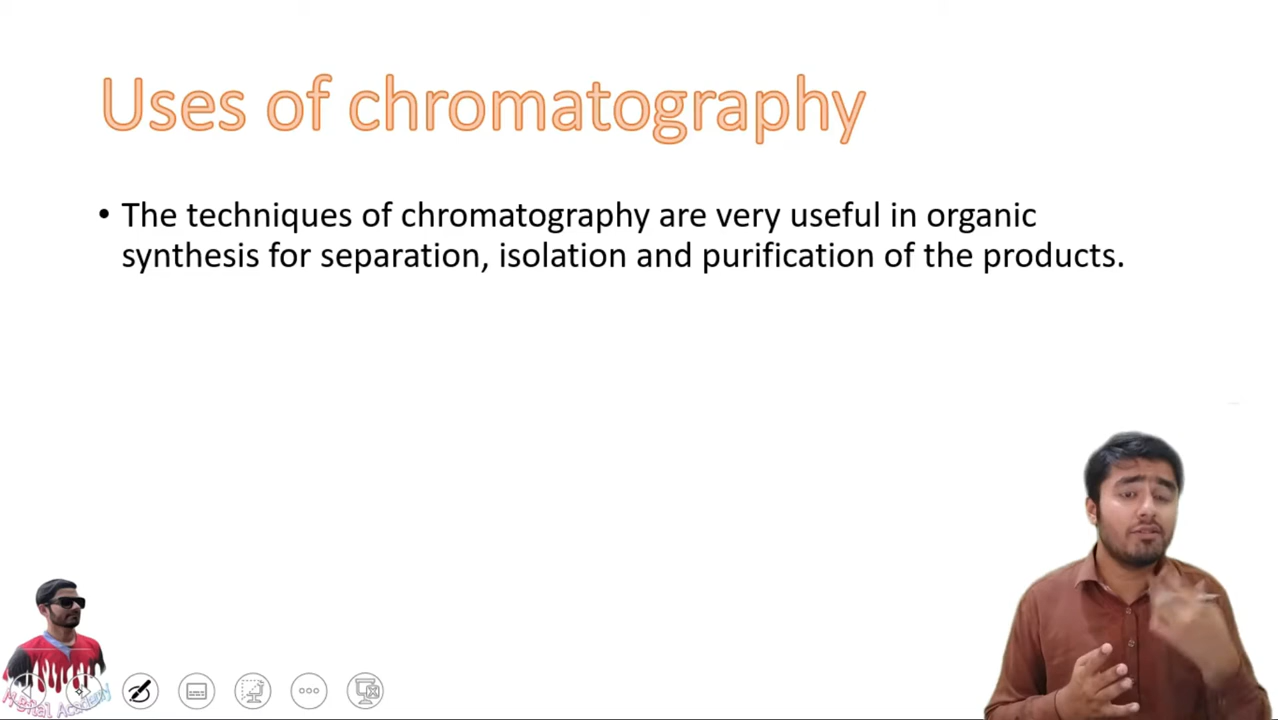 Uses of chromatography
• The techniques of chromatography are very useful in organic
synthesis for separation, isolation and purification of the products.
Academy